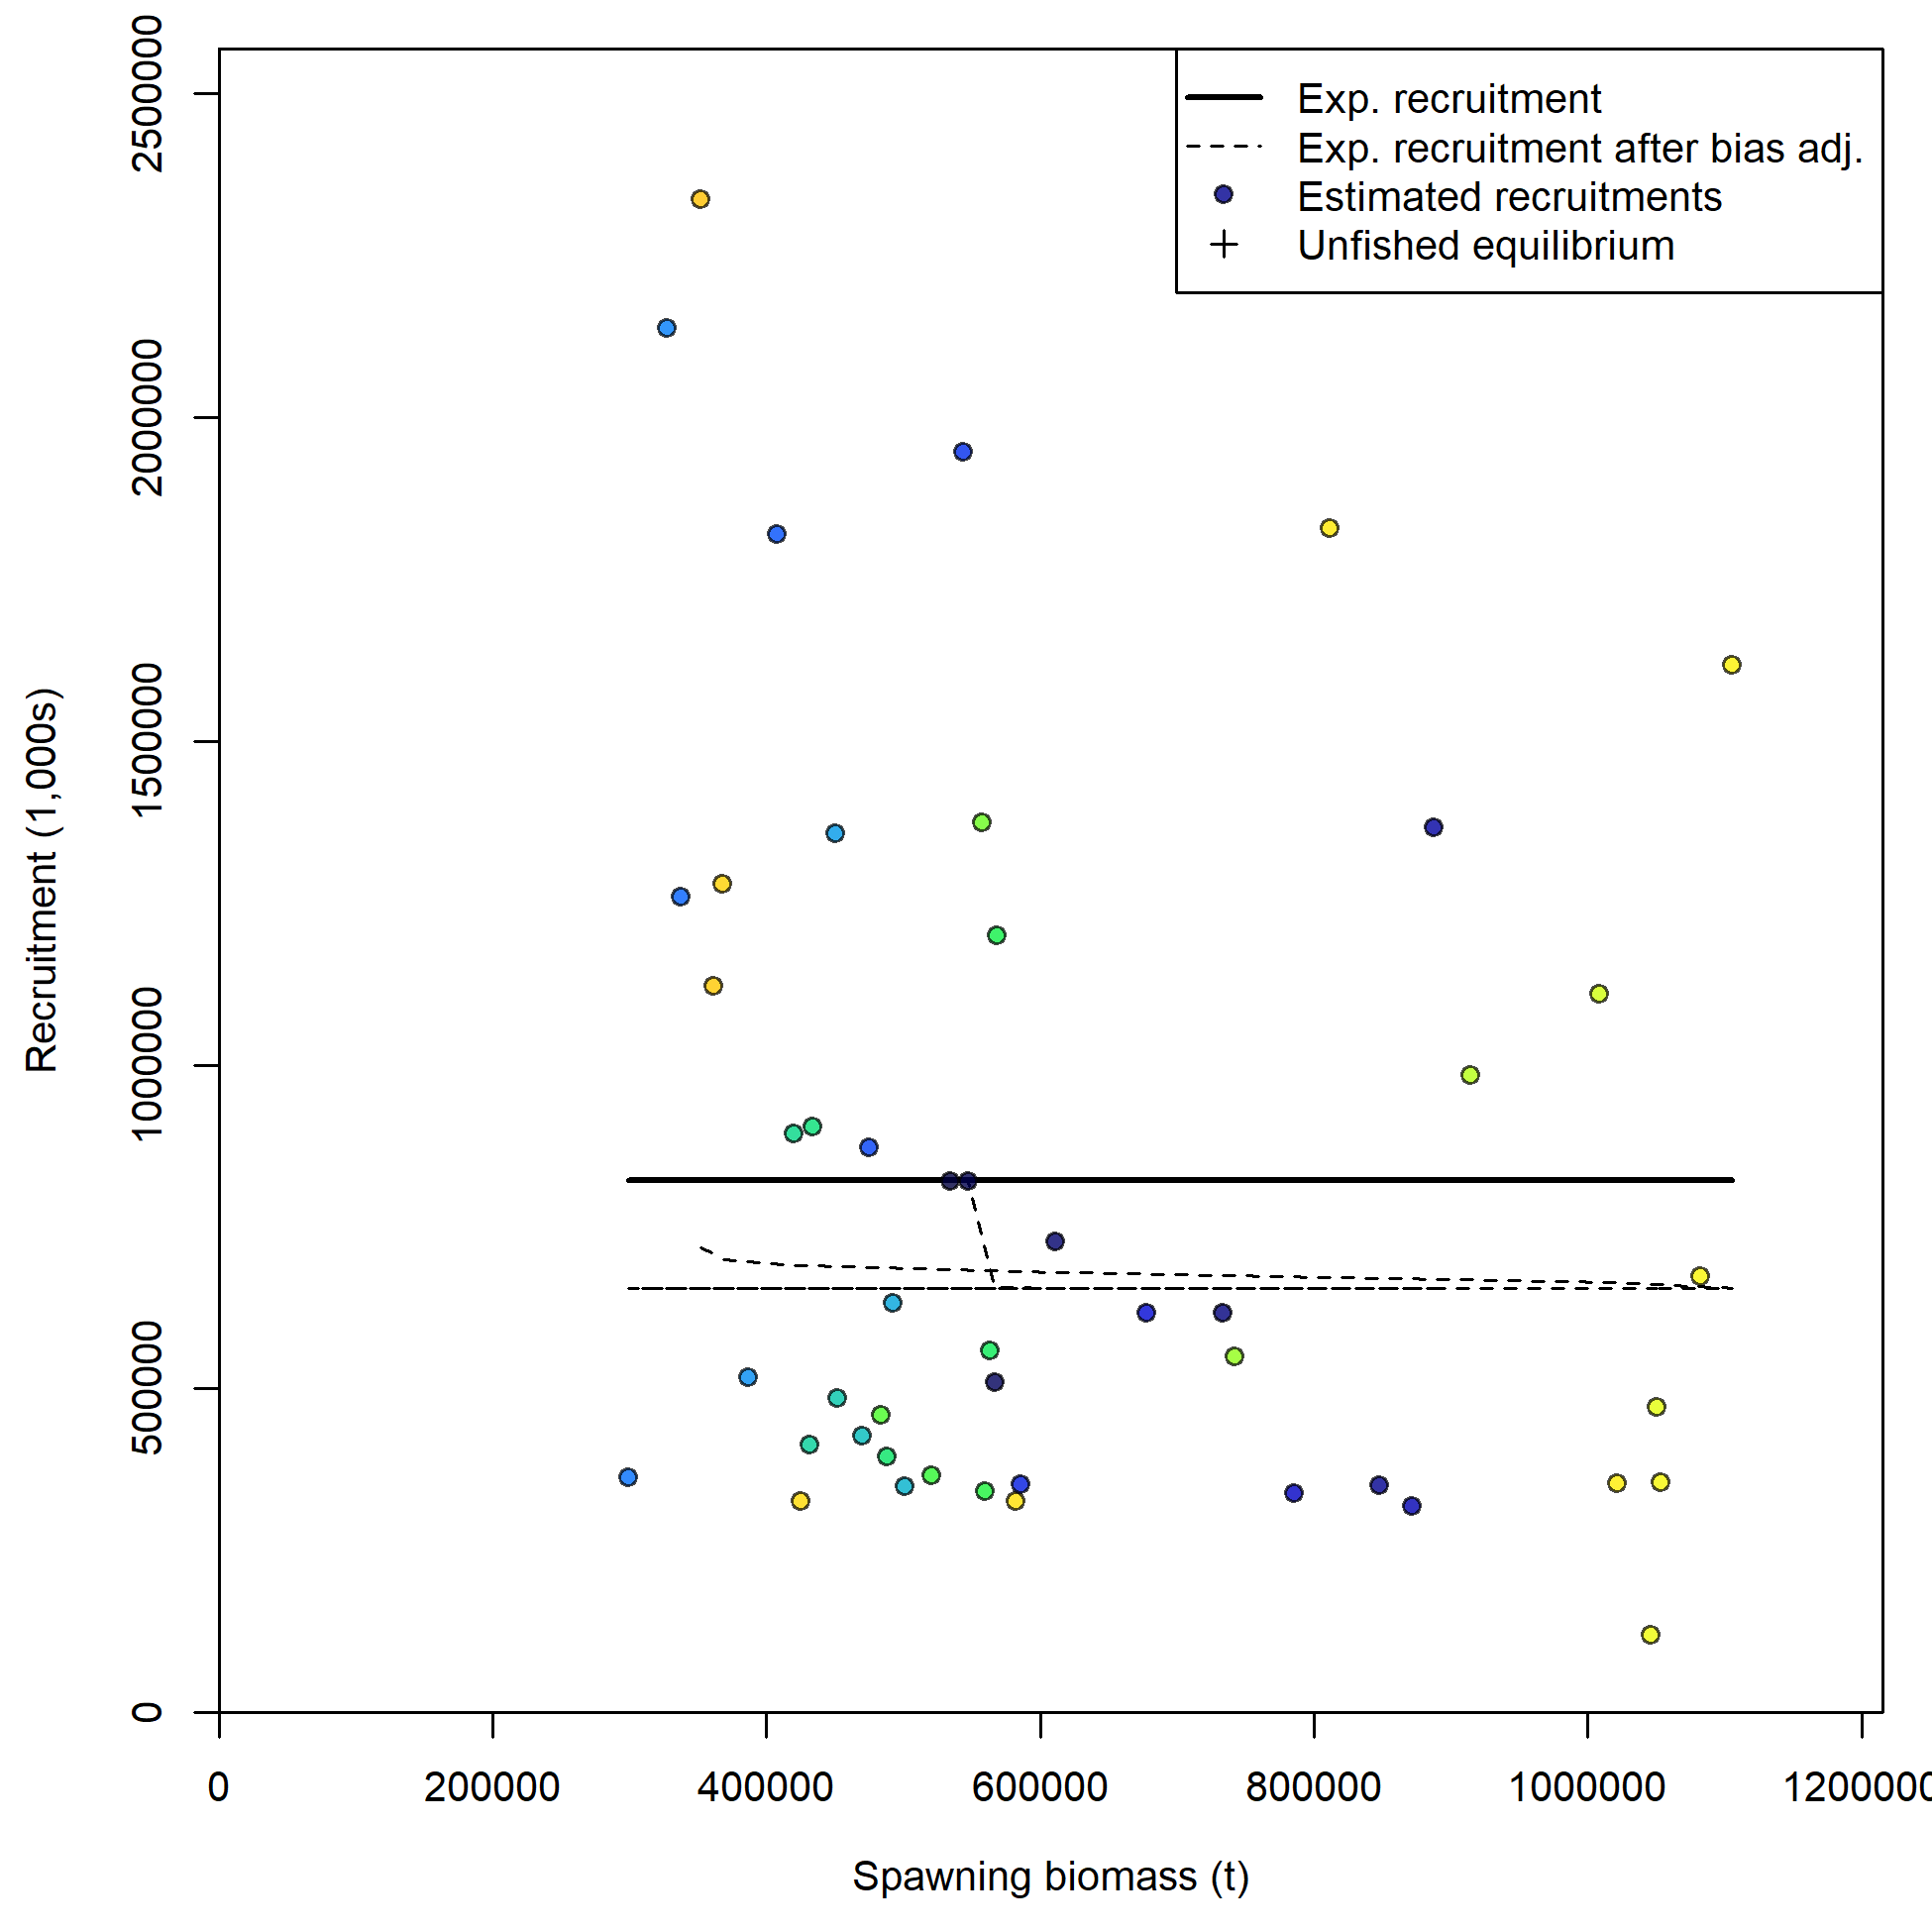 Exp. recruitment
Exp. recruitment after bias adj.
Estimated recruitments
Unfished equilibrium
2500000
2000000
1500000
1000000
500000
0
Recruitment (1,000s)
0 200000 400000 600000 800000 1000000 1200000
Spawning biomass (t)